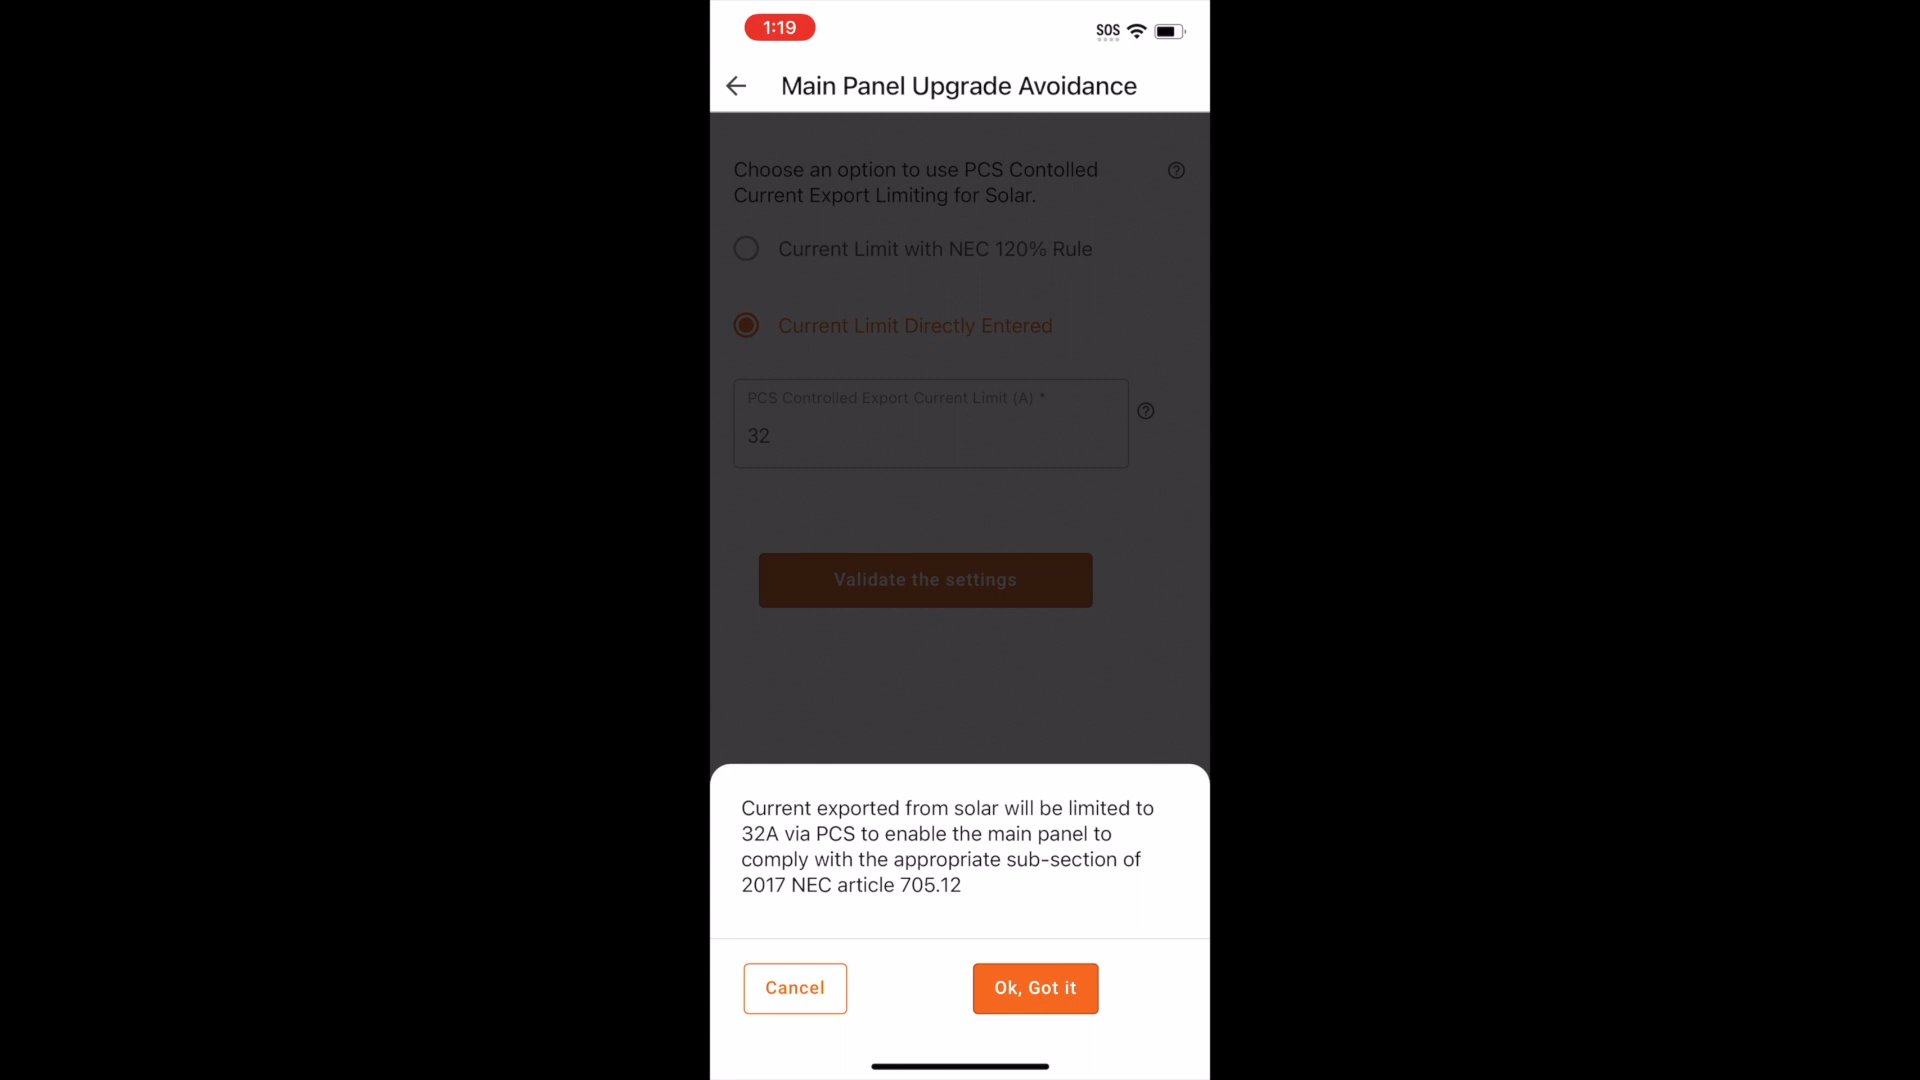 1:19
SOS
Main Panel Upgrade Avoidance
Choose an option to use PCS Contolled
Current Export Limiting for Solar.
Current Limit with NEC 120% Rule
Current Limit Directly Entered
PCS Controlled Export Current Limit (A) *
32
Validate the settings
Current exported from solar will be limited to
32A via PCS to enable the main panel to
comply with the appropriate sub-section of
2017 NEC article 705.12
Cancel
Ok, Got it